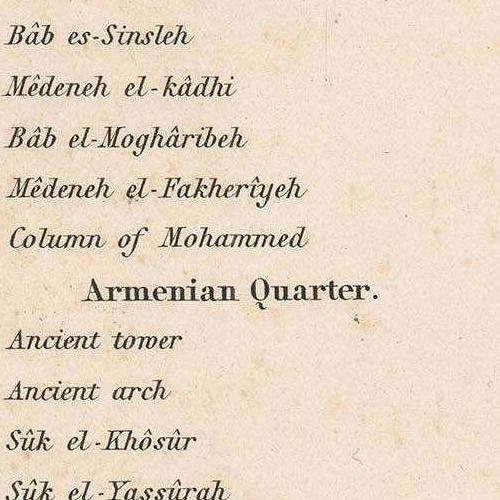 Bâb es-Sinsleh
Mêdeneh el-kâdhi
Bâb el-Moghâribeh
Mêdeneh el-Fakherîyeh
Column of Mohammed
Armenian Quarter.
Ancient tower
Ancient arch
Sûk el-Khôsûr
Sûk el-Yassûrah